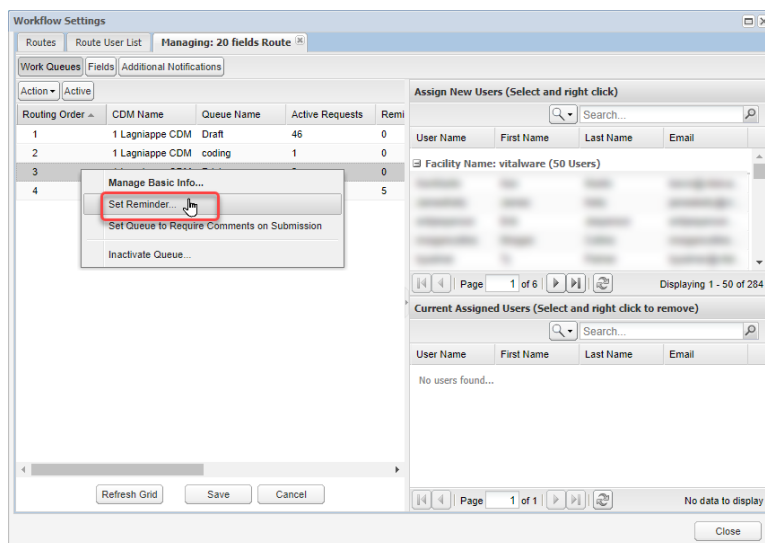 Workflow Settings
Routes Route User List Managing: 20 fields Route
Work Queues Fields Additional Notifications
Action Active
Routing Order CDM Name Queue Name Active Requests Remi
1 1 Lagniappe CDM Draft 46 0
2 1 Lagniappe CDM coding 1 0
3 0
4 5
Manage Basic Info...
Set Reminder...
Set Queue to Require Comments on Submission
Inactivate Queue...
Refresh Grid Save Cancel
Assign New Users (Select and right click)
Search...
User Name First Name Last Name Email
Facility Name: vitalware (50 Users)
Page 1 of 6 Displaying 1 - 50 of 284
Current Assigned Users (Select and right click to remove)
Search...
User Name First Name Last Name Email
No users found...
Page 1 of 1 No data to display
Close